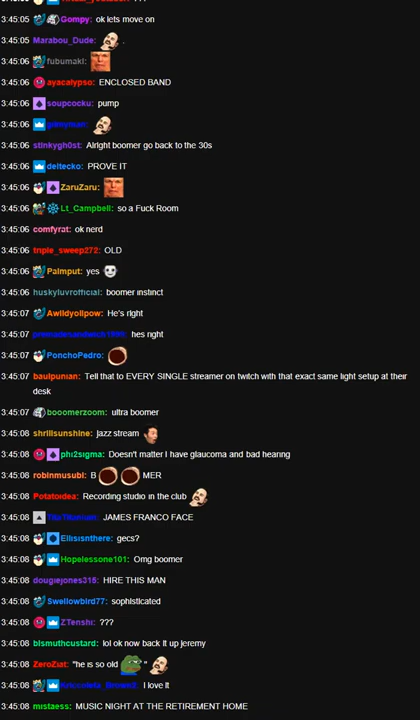 3:45:05 Gompy: ok lets move on
3:45:05 Marabou_Dude:
3:45:06 fubumaki:
3:45:06 ayacalypso: ENCLOSED BAND
3:45:06 soupcocku: pump
3:45:06
3:45:06 stinkygh0st: Alright boomer go back to the 30s
3:45:06 deltecko: PROVE IT
3:45:06 ZaruZaru:
3:45:06 Lt_Campbell: so a Fuck Room
3:45:06 comfyrat: ok nerd
3:45:06 triple_sweep272: OLD
3:45:06 Palmput: yes
3:45:06 huskyluvrofficial: boomer instinct
3:45:07 Awildyollpow: He's right
3:45:07 hes right
3:45:07 PonchoPedro:
3:45:07 baulpunian: Tell that to EVERY SINGLE streamer on twitch with that exact same light setup at their
desk
3:45:07 booomerzoom: ultra boomer
3:45:08 shrillsunshine: jazz stream
3:45:08 phi2sigma: Doesn't matter I have glaucoma and bad hearing
3:45:08 robinmusubi: B MER
3:45:08 Potatoidea: Recording studio in the club
3:45:08 JAMES FRANCO FACE
3:45:08 Ellisisnthere: gecs?
3:45:08 Hopelessone101: Omg boomer
3:45:08 dougiejones315: HIRE THIS MAN
3:45:08 Swellowbird77: sophisticated
3:45:08 ZTenshi: ???
3:45:08 bismuthcustard: lol ok now back it up jeremy
3:45:08 ZeroZiat: "he is so old "
3:45:08 I love it
3:45:08 mistaess: MUSIC NIGHT AT THE RETIREMENT HOME